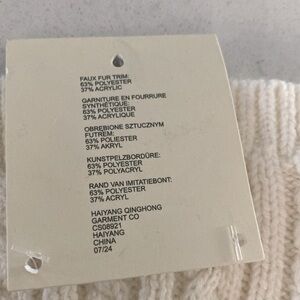 FAUX FUR TRIM:
63% POLYESTER
37% ACRYLIC
GARNITURE EN FOURRURE
SYNTHÉTIQUE:
63% POLYESTER
37% ACRYLIQUE
OBREBIONE SZTUCZNYM
FUTREM:
63% POLIESTER
37% AKRYL
KUNSTPELZBORDÜRE:
63% POLYESTER
37% POLYACRYL
RAND VAN IMITATIEBONT:
63% POLYESTER
37% ACRYL
HAIYANG QINGHONG
GARMENT CO
CS08921
HAIYANG
CHINA
07/24